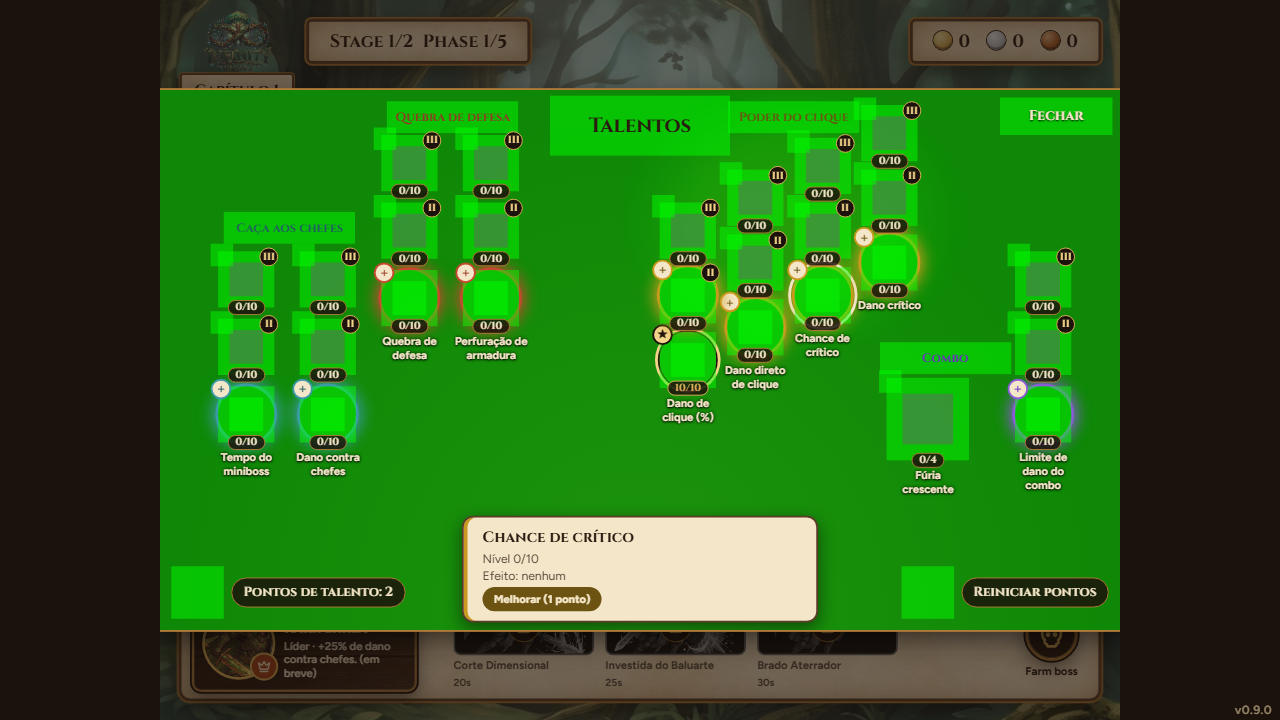 STAGE 1/2 PHASE 1/5
0
0
0
CAPÍTULO 1
TALENTOS
FECHAR
QUEBRA DE DEFESA
III
0/10
III
0/10
II
0/10
Quebra de
defesa
II
0/10
Perfuração de
armadura
0/10
0/10
CAÇA AOS CHEFES
III
0/10
III
0/10
II
0/10
II
0/10
0/10
Tempo do
miniboss
0/10
Dano contra
chefes
PODER DO CLIQUE
III
0/10
II
0/10
10/10
Dano de
clique (%)
III
0/10
II
0/10
0/10
Dano direto
de clique
III
0/10
II
0/10
0/10
Chance de
crítico
III
0/10
II
0/10
0/10
Dano crítico
COMBO
0/4
Fúria
crescente
III
0/10
II
0/10
0/10
Limite de
dano do
combo
CHANCE DE CRÍTICO
Nível 0/10
Efeito: nenhum
Melhorar (1 ponto)
PONTOS DE TALENTO: 2
REINICIAR PONTOS
Líder · +25% de dano
contra chefes. (em
breve)
Corte Dimensional
20s
Investida do Baluarte
25s
Brado Aterrador
30s
Farm boss
v0.9.0